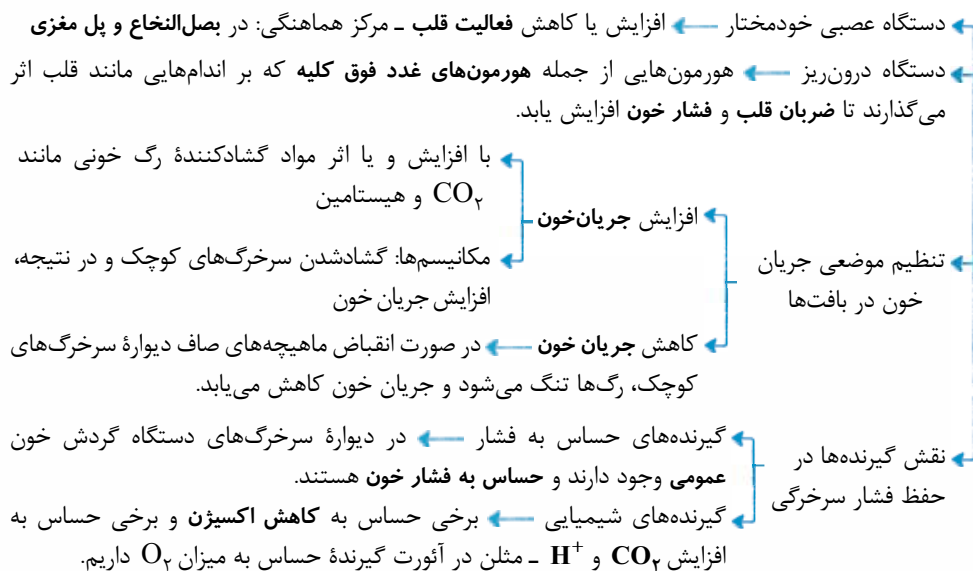 دستگاه عصبی خودمختار ← افزایش یا کاهش فعالیت قلب ـ مرکز هماهنگی: در بصل‌النخاع و پل مغزی
دستگاه درون‌ریز ← هورمون‌هایی از جمله هورمون‌های غدد فوق کلیه که بر اندام‌هایی مانند قلب اثر
می‌گذارند تا ضربان قلب و فشار خون افزایش یابد.
تنظیم موضعی جریان
خون در بافت‌ها
افزایش جریان‌خون
با افزایش و یا اثر مواد گشادکنندهٔ رگ خونی مانند
CO₂ و هیستامین
مکانیسم‌ها: گشادشدن سرخرگ‌های کوچک و در نتیجه،
افزایش جریان خون
کاهش جریان خون ← در صورت انقباض ماهیچه‌های صاف دیوارهٔ سرخرگ‌های
کوچک، رگ‌ها تنگ می‌شود و جریان خون کاهش می‌یابد.
نقش گیرنده‌ها در
حفظ فشار سرخرگی
گیرنده‌های حساس به فشار ← در دیوارهٔ سرخرگ‌های دستگاه گردش خون
عمومی وجود دارند و حساس به فشار خون هستند.
گیرنده‌های شیمیایی ← برخی حساس به کاهش اکسیژن و برخی حساس به
افزایش CO₂ و H⁺ ـ مثلن در آئورت گیرندهٔ حساس به میزان O₂ داریم.